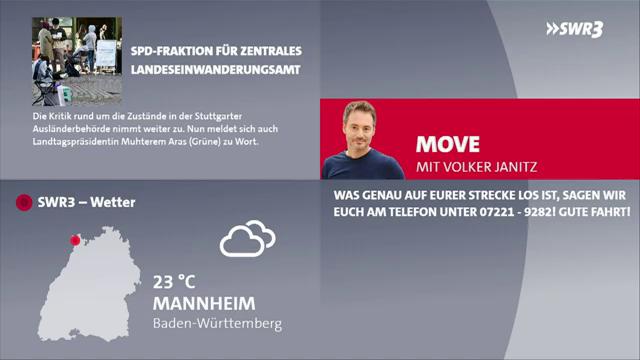 SPD-FRAKTION FÜR ZENTRALES
LANDESEINWANDERUNGSAMT
Die Kritik rund um die Zustände in der Stuttgarter
Ausländerbehörde nimmt weiter zu. Nun meldet sich auch
Landtagspräsidentin Muhterem Aras (Grüne) zu Wort.
SWR3
MOVE
MIT VOLKER JANITZ
WAS GENAU AUF EURER STRECKE LOS IST, SAGEN WIR
EUCH AM TELEFON UNTER 07221 - 9282! GUTE FAHRT!
SWR3 – Wetter
23 °C
MANNHEIM
Baden-Württemberg